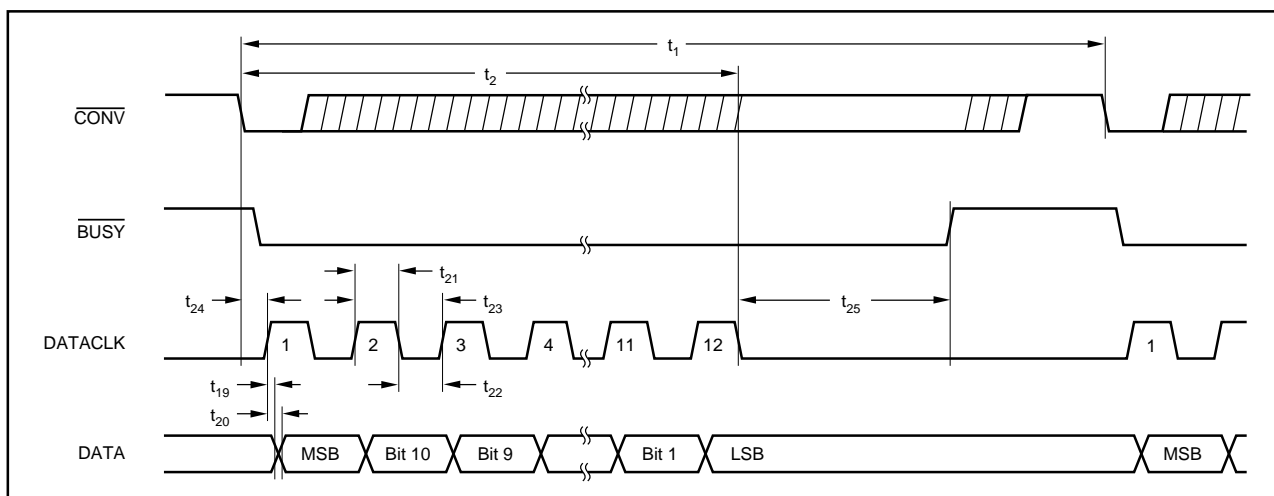 t1
t2
CONV
BUSY
t21
t24 t23 t25
DATACLK 1 2 3 4 11 12 1
t19 t22
t20
DATA MSB Bit 10 Bit 9 Bit 1 LSB MSB